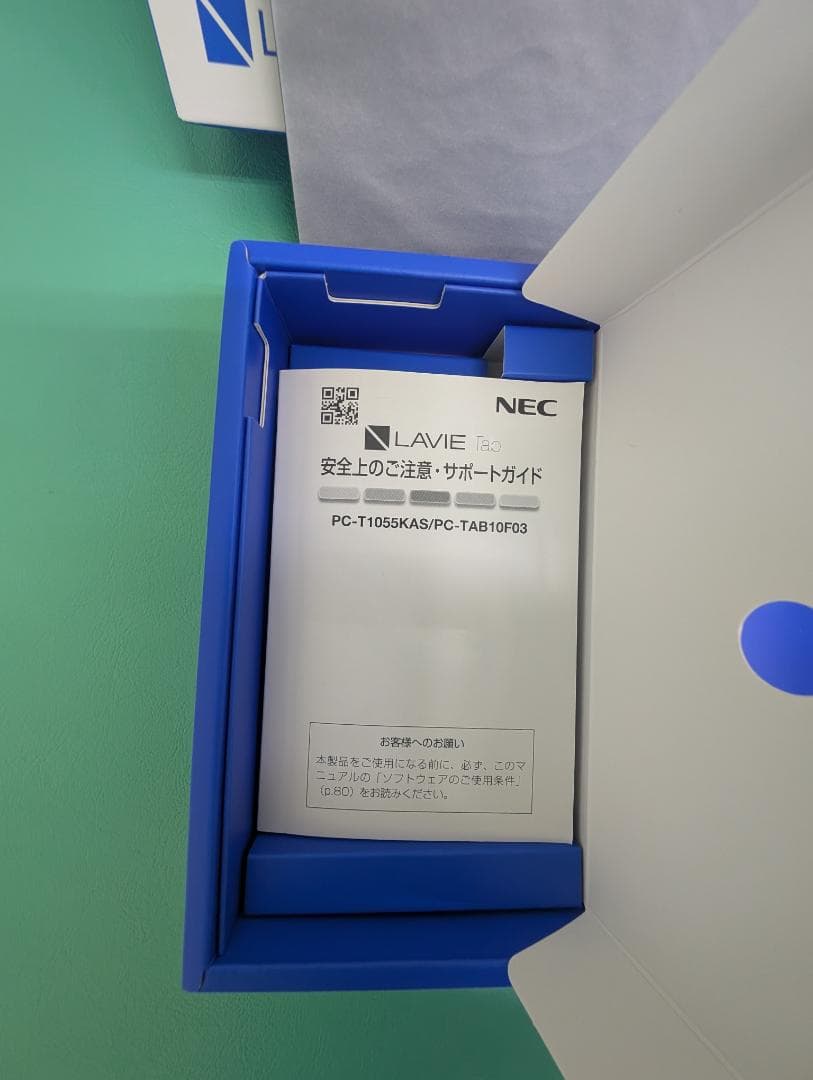 L
NEC
LAVIE Tab
安全上のご注意・サポートガイド
PC-T1055KAS/PC-TAB10F03
お客様へのお願い
本製品をご使用になる前に、必ず、このマ
ニュアルの「ソフトウェアのご使用条件」
（p.80）をお読みください。